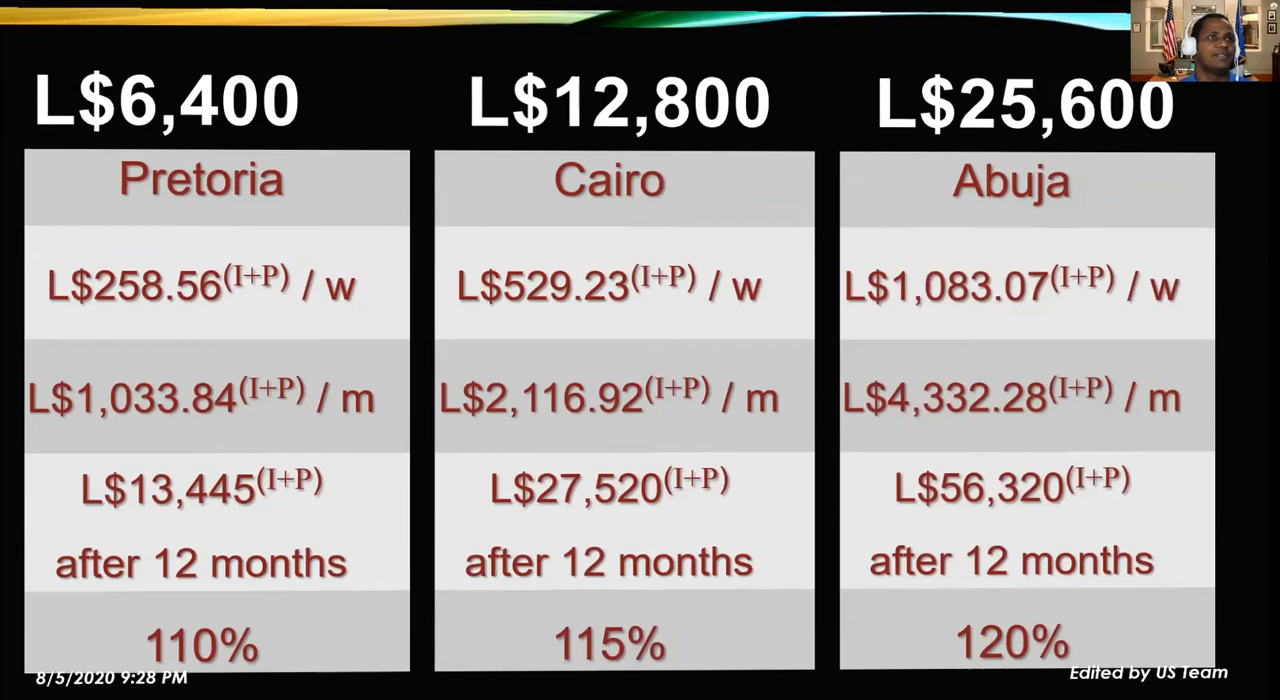 L$6,400
Pretoria
L$258.56(I+P) / w
L$1,033.84(I+P) / m
L$13,445(I+P)
after 12 months
110%
L$12,800
Cairo
L$529.23(I+P) / w
L$2,116.92(I+P) / m
L$27,520(I+P)
after 12 months
115%
L$25,600
Abuja
L$1,083.07(I+P) / w
L$4,332.28(I+P) / m
L$56,320(I+P)
after 12 months
120%
8/5/2020 9:28 PM
Edited by US Team